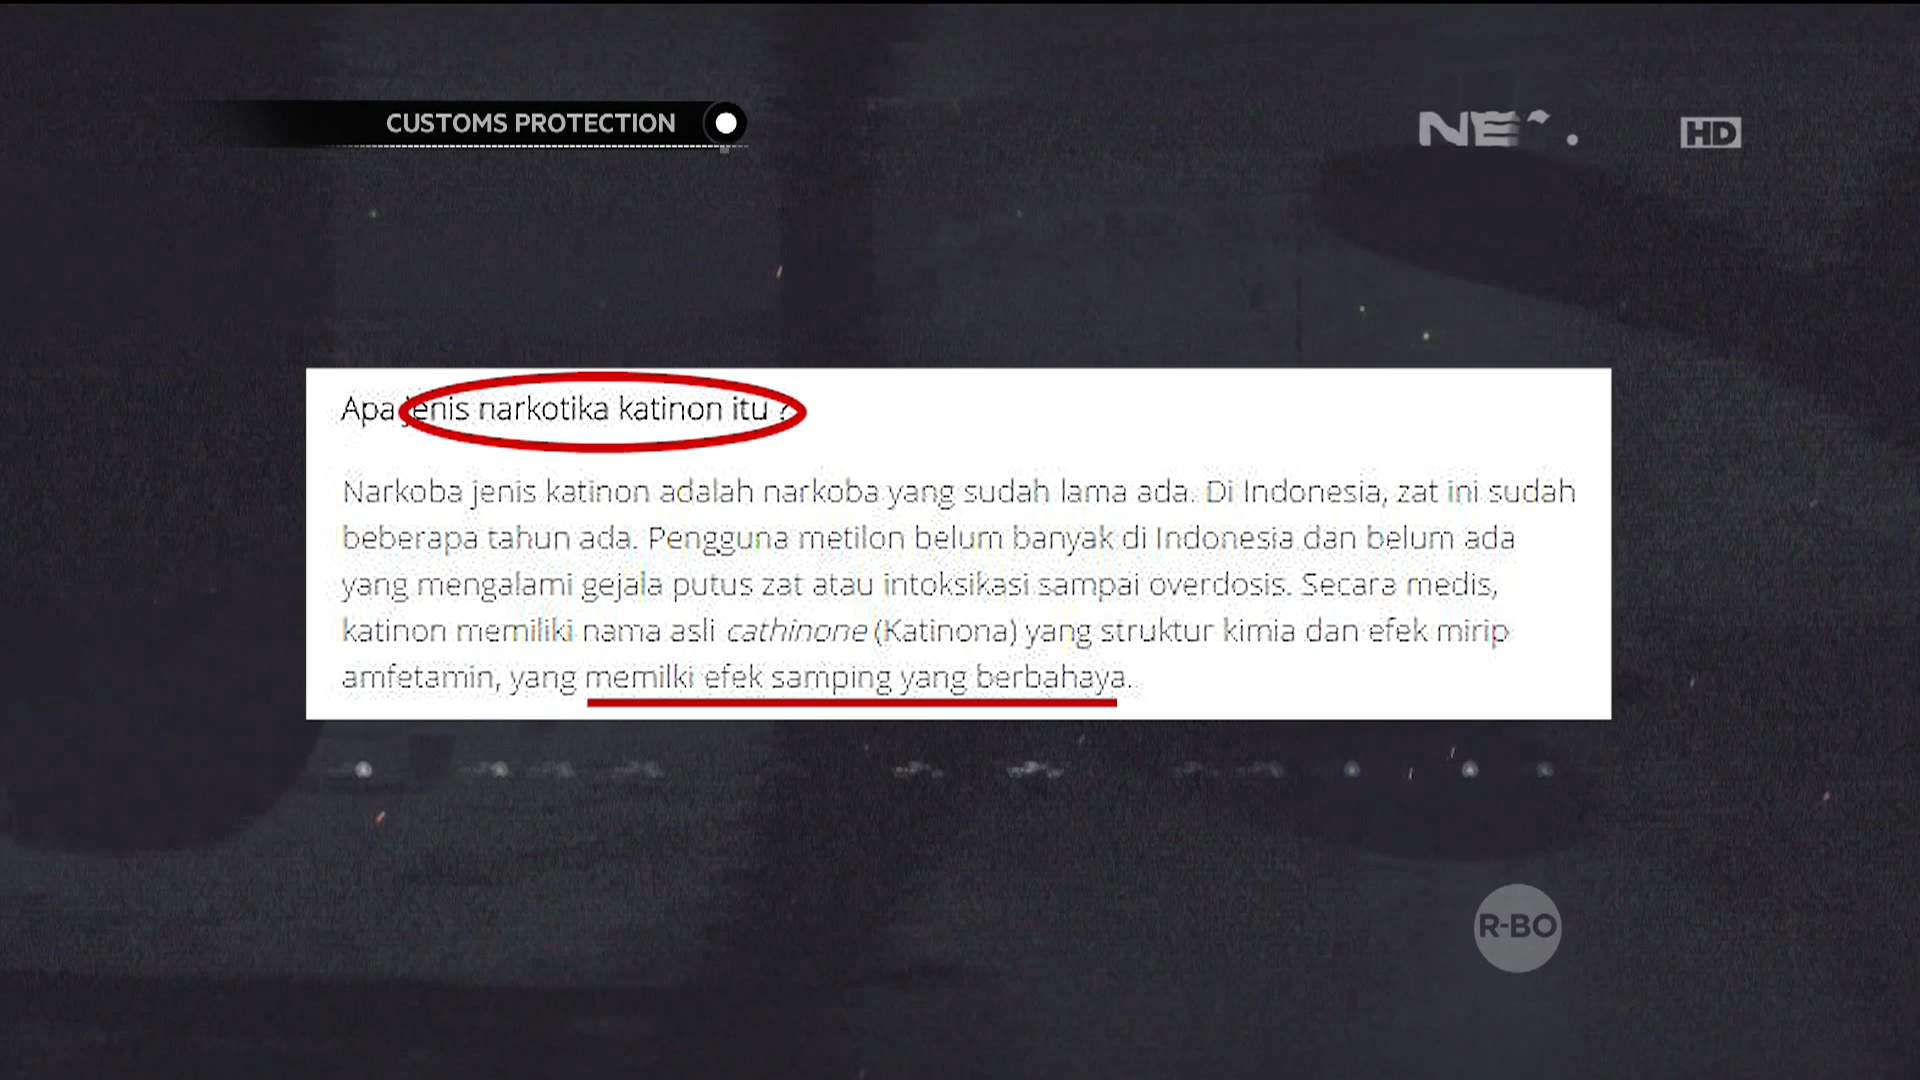 CUSTOMS PROTECTION
HD
Apa jenis narkotika katinon itu ?
Narkoba jenis katinon adalah narkoba yang sudah lama ada. Di Indonesia, zat ini sudah
beberapa tahun ada. Pengguna metilon belum banyak di Indonesia dan belum ada
yang mengalami gejala putus zat atau intoksikasi sampai overdosis. Secara medis,
katinon memiliki nama asli cathinone (Katinona) yang struktur kimia dan efek mirip
amfetamin, yang memilki efek samping yang berbahaya.
R-BO